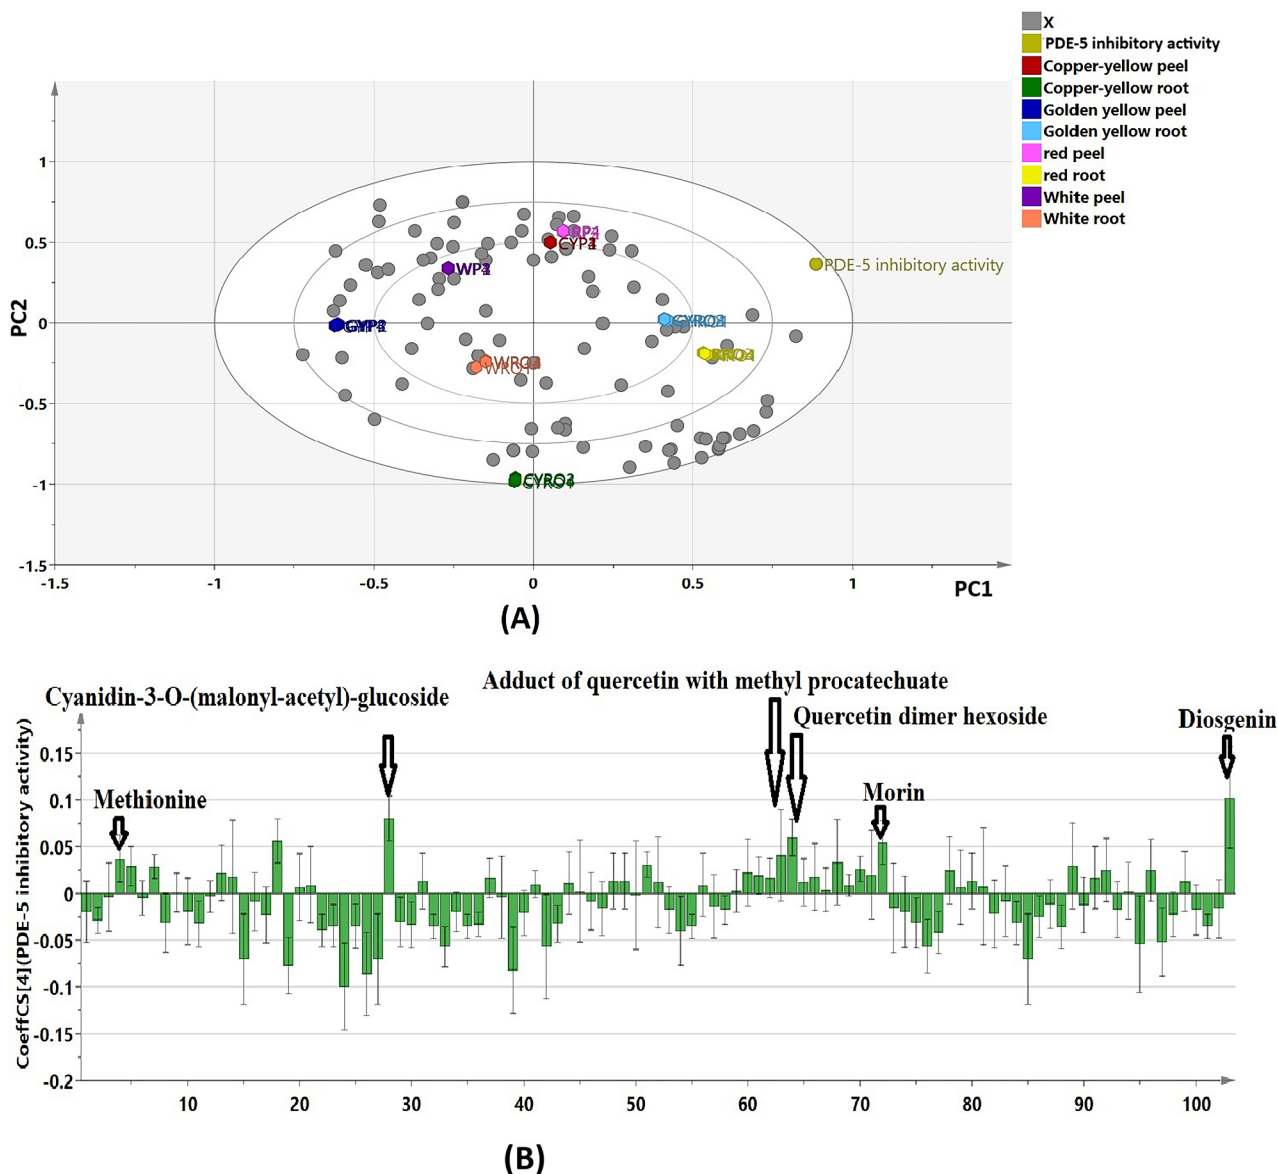 X
PDE-5 inhibitory activity
Copper-yellow peel
Copper-yellow root
Golden yellow peel
Golden yellow root
red peel
red root
White peel
White root
PC2
1
0.5
0
-0.5
-1
-1.5
PDE-5 inhibitory activity
-1.5 -1 -0.5 0 0.5 1
PC1
(A)
Cyanidin-3-O-(malonyl-acetyl)-glucoside
Adduct of quercetin with methyl procatechuate
Quercetin dimer hexoside
Diosgenin
Methionine
Morin
CoeffCS[4](PDE-5 inhibitory activity)
0.15
0.1
0.05
0
-0.05
-0.1
-0.15
-0.2
10 20 30 40 50 60 70 80 90 100
(B)